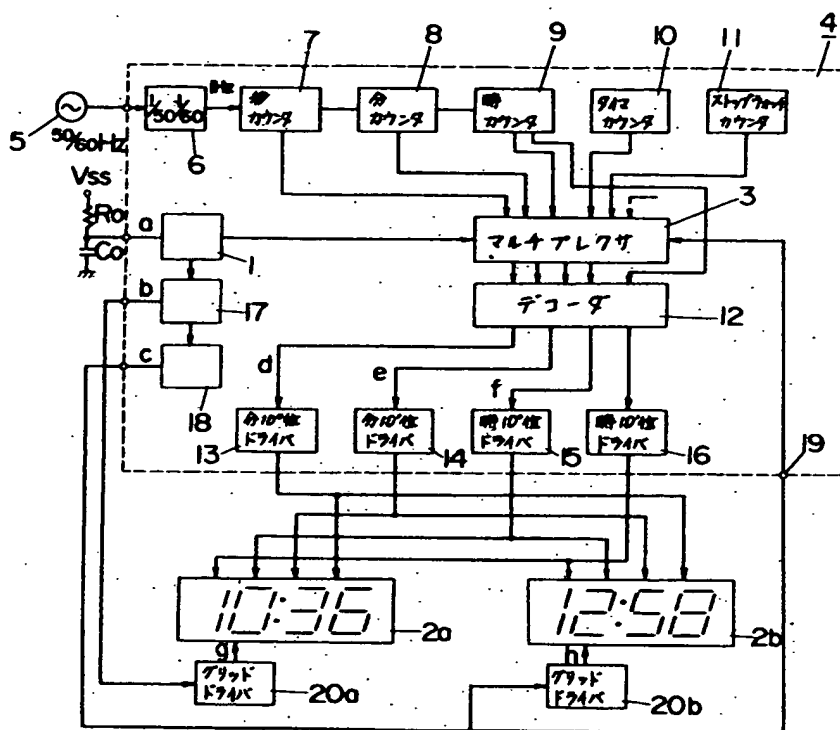 7
8
9
10
11
4
5
50/60Hz
1/50 1/60
6
1Hz
秒
カウンタ
分
カウンタ
時
カウンタ
タイマ
カウンタ
ストップウォッチ
カウンタ
Vss
Ro
Co
a
1
b
17
c
18
マルチプレクサ
3
デコーダ
12
d
e
f
分10⁰位
ドライバ
13
分10¹位
ドライバ
14
時10⁰位
ドライバ
15
時10¹位
ドライバ
16
19
10:36
2a
12:58
2b
g
グリッド
ドライバ
20a
h
グリッド
ドライバ
20b